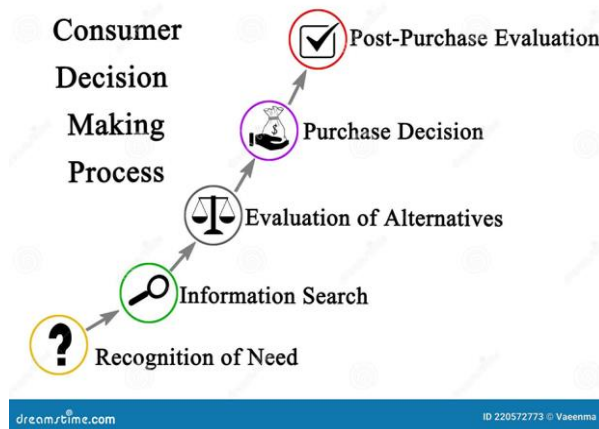 Consumer
Decision
Making
Process
Post-Purchase Evaluation
Purchase Decision
$
Evaluation of Alternatives
Information Search
?
Recognition of Need
dreamstime.com
ID 220572773 © Vaeenma